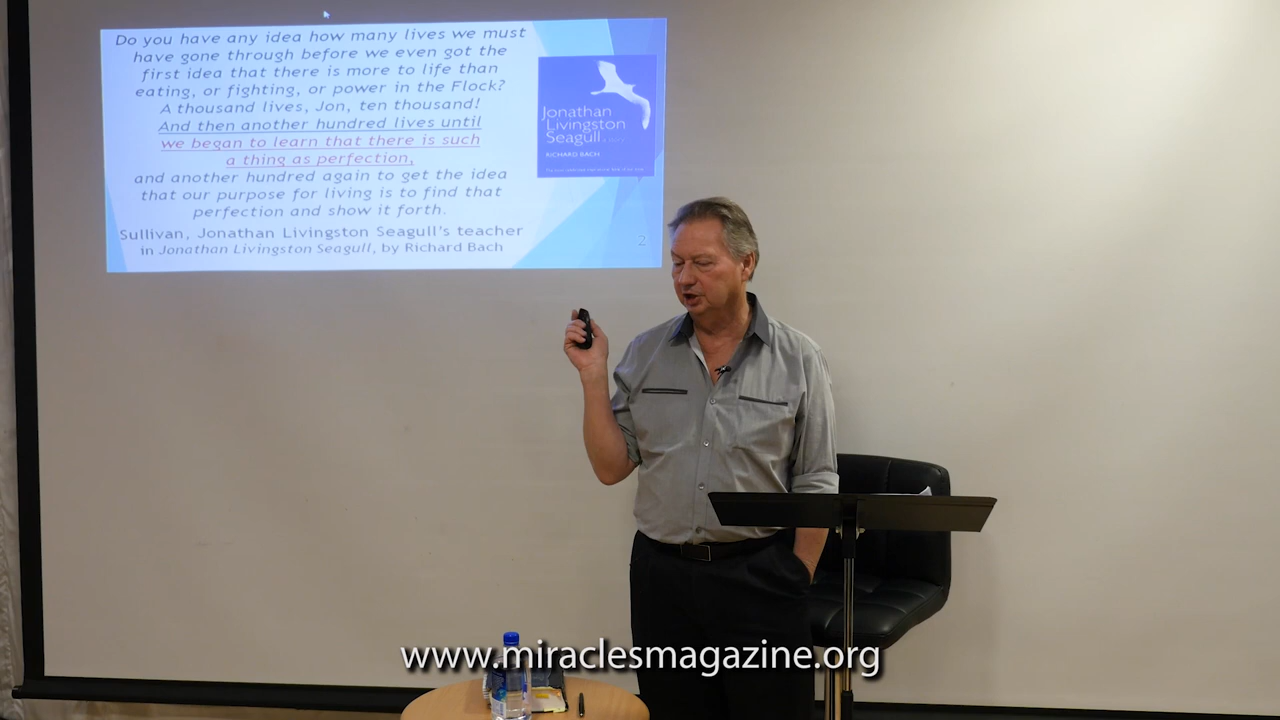 Do you have any idea how many lives we must
have gone through before we even got the
first idea that there is more to life than
eating, or fighting, or power in the Flock?
A thousand lives, Jon, ten thousand!
And then another hundred lives until
we began to learn that there is such
a thing as perfection,
and another hundred again to get the idea
that our purpose for living is to find that
perfection and show it forth.
Sullivan, Jonathan Livingston Seagull's teacher
in Jonathan Livingston Seagull, by Richard Bach
Jonathan
Livingston
Seagull
RICHARD BACH
2
www.miraclesmagazine.org